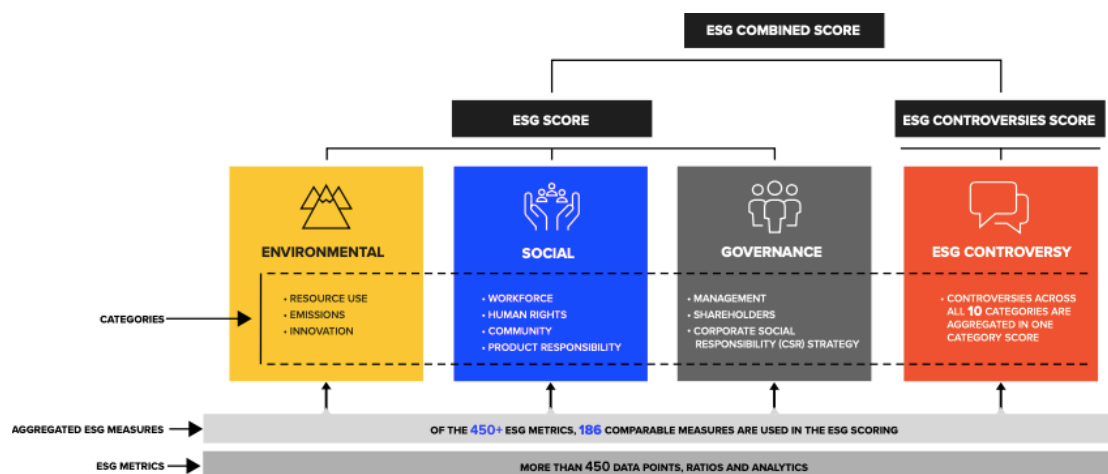 ESG COMBINED SCORE
ESG SCORE
ESG CONTROVERSIES SCORE
ENVIRONMENTAL
SOCIAL
GOVERNANCE
ESG CONTROVERSY
CATEGORIES
• RESOURCE USE
• EMISSIONS
• INNOVATION
• WORKFORCE
• HUMAN RIGHTS
• COMMUNITY
• PRODUCT RESPONSIBILITY
• MANAGEMENT
• SHAREHOLDERS
• CORPORATE SOCIAL
RESPONSIBILITY (CSR) STRATEGY
• CONTROVERSIES ACROSS
ALL 10 CATEGORIES ARE
AGGREGATED IN ONE
CATEGORY SCORE
AGGREGATED ESG MEASURES
OF THE 450+ ESG METRICS, 186 COMPARABLE MEASURES ARE USED IN THE ESG SCORING
ESG METRICS
MORE THAN 450 DATA POINTS, RATIOS AND ANALYTICS